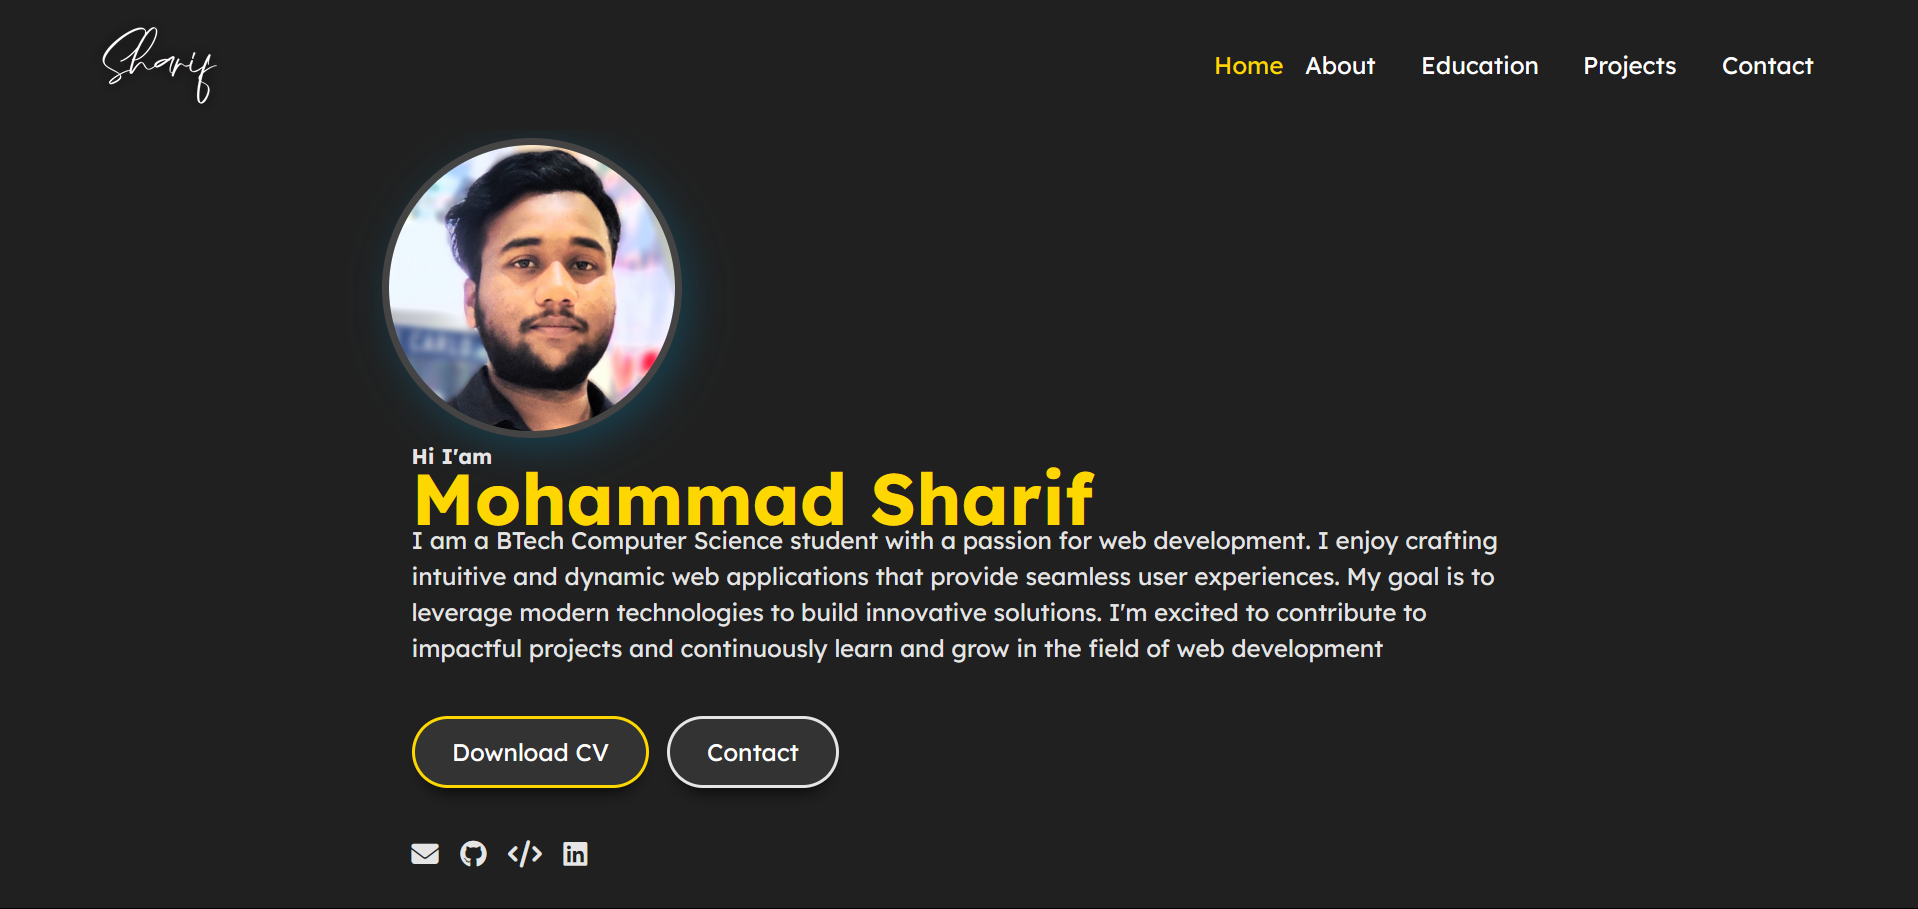 Sharif
Home About Education Projects Contact
CARLO
Hi I'am
Mohammad Sharif
I am a BTech Computer Science student with a passion for web development. I enjoy crafting
intuitive and dynamic web applications that provide seamless user experiences. My goal is to
leverage modern technologies to build innovative solutions. I'm excited to contribute to
impactful projects and continuously learn and grow in the field of web development
Download CV Contact
in